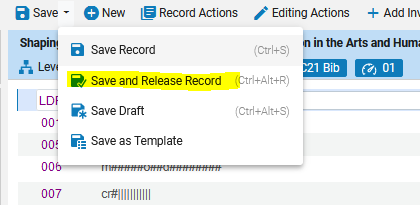 Save New Record Actions Editing Actions Add Inv
Shaping on in the Arts and Huma
Save Record (Ctrl+S)
Leve C21 Bib 01
Save and Release Record (Ctrl+Alt+R)
LDR
Save Draft (Ctrl+Alt+S)
001
005
Save as Template
006 m#####o##d########
007 cr#|||||||||||